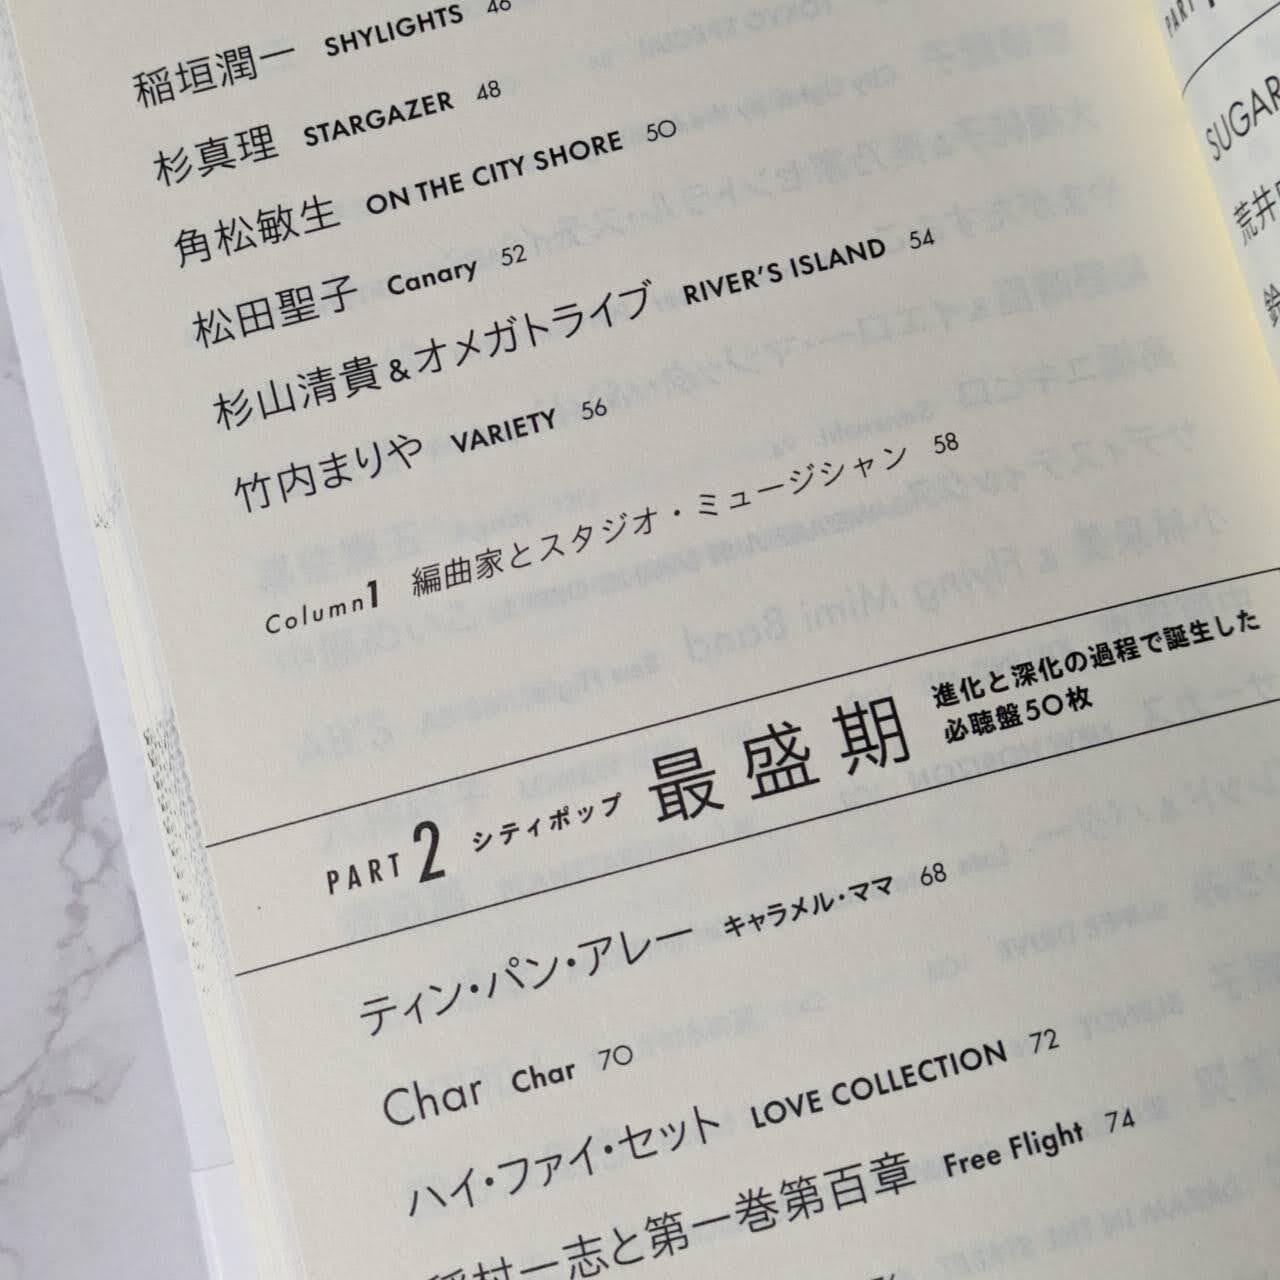 稲垣潤一 SHYLIGHTS 46
杉真理 STARGAZER 48
角松敏生 ON THE CITY SHORE 50
松田聖子 Canary 52
杉山清貴&オメガトライブ RIVER'S ISLAND 54
竹内まりや VARIETY 56
Column1 編曲家とスタジオ・ミュージシャン 58
PART 2 シティポップ 最盛期 進化と深化の過程で誕生した
必聴盤50枚
ティン・パン・アレー キャラメル・ママ 68
Char Char 70
ハイ・ファイ・セット LOVE COLLECTION 72
稲村一志と第一巻第百章 Free Flight 74
PART
SUGAR
荒井